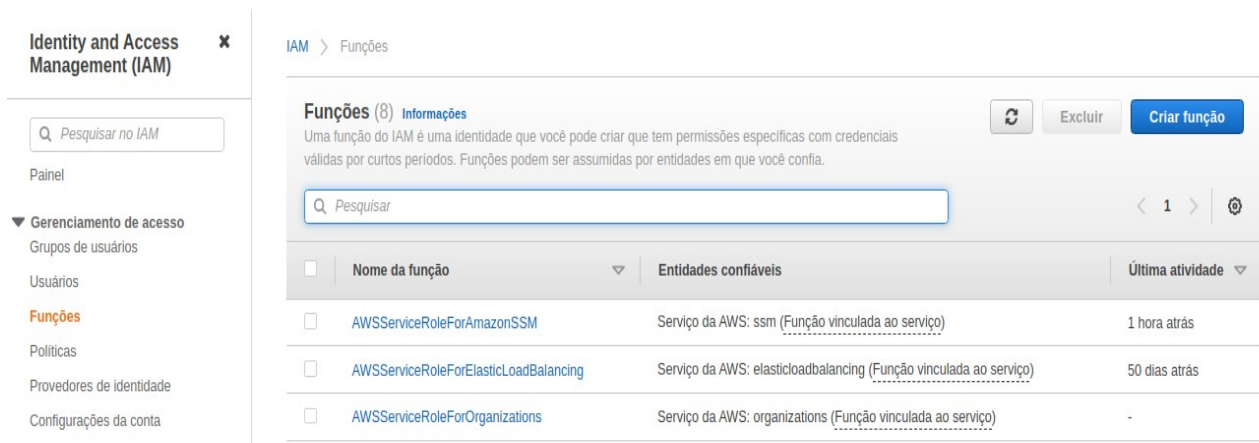 Identity and Access
Management (IAM)
Pesquisar no IAM
Painel
Gerenciamento de acesso
Grupos de usuários
Usuários
Funções
Políticas
Provedores de identidade
Configurações da conta
IAM > Funções
Funções (8) Informações
Uma função do IAM é uma identidade que você pode criar que tem permissões específicas com credenciais
válidas por curtos períodos. Funções podem ser assumidas por entidades em que você confia.
Excluir
Criar função
Pesquisar
1
Nome da função Entidades confiáveis Última atividade
AWSServiceRoleForAmazonSSM Serviço da AWS: ssm (Função vinculada ao serviço) 1 hora atrás
AWSServiceRoleForElasticLoadBalancing Serviço da AWS: elasticloadbalancing (Função vinculada ao serviço) 50 dias atrás
AWSServiceRoleForOrganizations Serviço da AWS: organizations (Função vinculada ao serviço) -